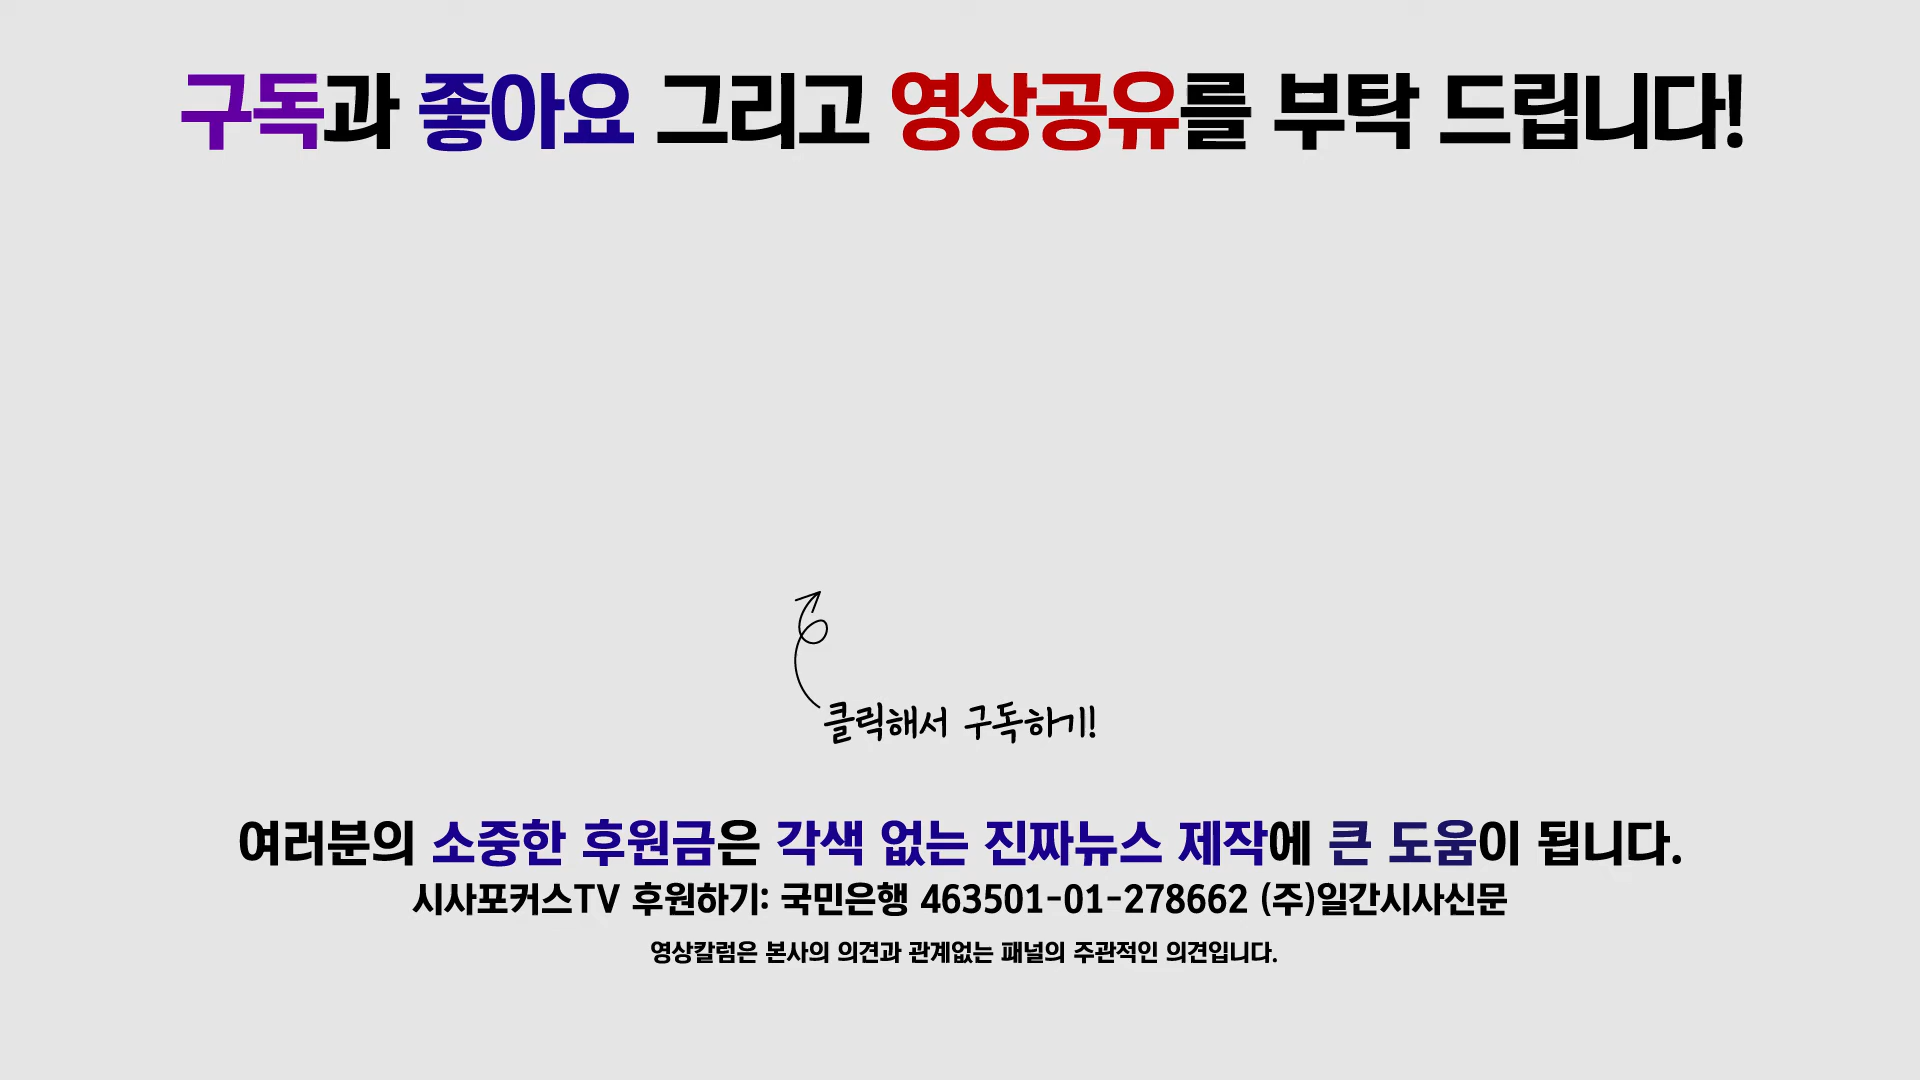 구독과 좋아요 그리고 영상공유를 부탁 드립니다!
클릭해서 구독하기!
여러분의 소중한 후원금은 각색 없는 진짜뉴스 제작에 큰 도움이 됩니다.
시사포커스TV 후원하기: 국민은행 463501-01-278662 (주)일간시사신문
영상칼럼은 본사의 의견과 관계없는 패널의 주관적인 의견입니다.